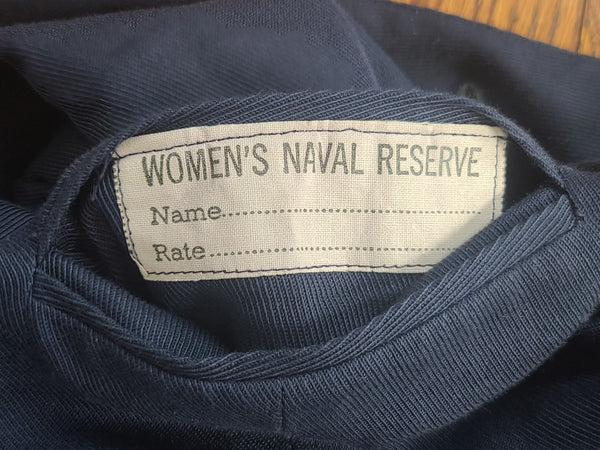 WOMEN'S NAVAL RESERVE
Name................................................
Rate................................................